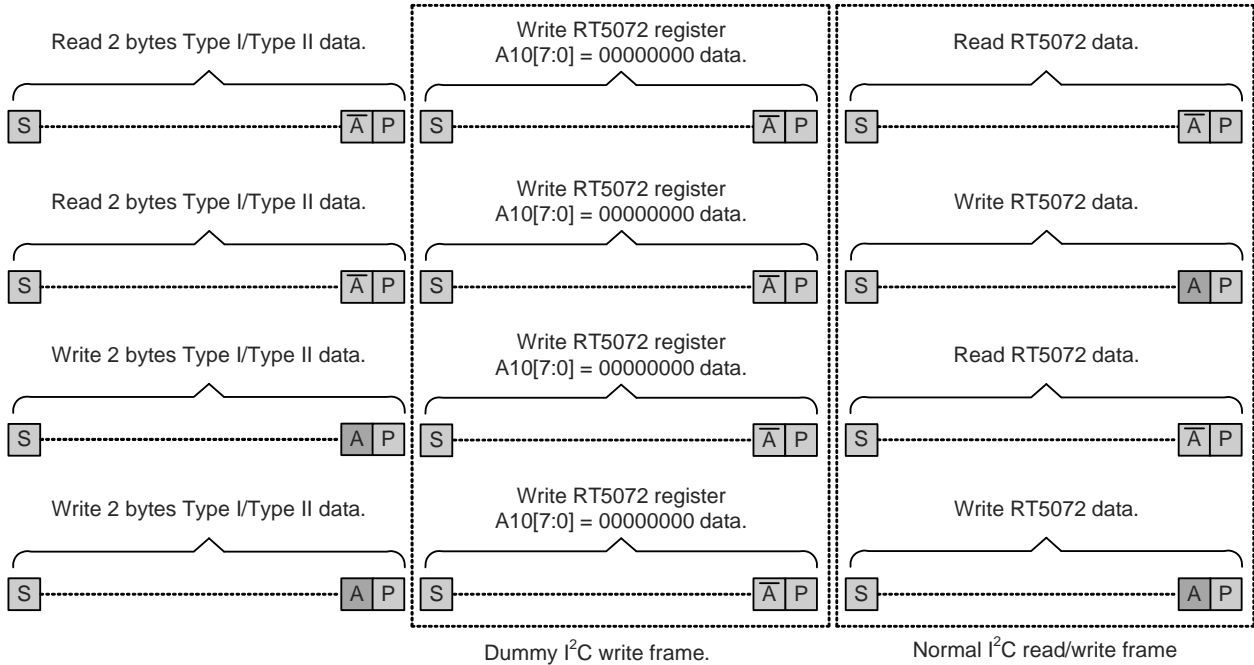 Read 2 bytes Type I/Type II data.
Write RT5072 register
A10[7:0] = 00000000 data.
Read RT5072 data.
S A̅ P S A̅ P S A̅ P
Read 2 bytes Type I/Type II data.
Write RT5072 register
A10[7:0] = 00000000 data.
Write RT5072 data.
S A̅ P S A̅ P S A P
Write 2 bytes Type I/Type II data.
Write RT5072 register
A10[7:0] = 00000000 data.
Read RT5072 data.
S A P S A̅ P S A̅ P
Write 2 bytes Type I/Type II data.
Write RT5072 register
A10[7:0] = 00000000 data.
Write RT5072 data.
S A P S A̅ P S A P
Dummy I²C write frame.
Normal I²C read/write frame